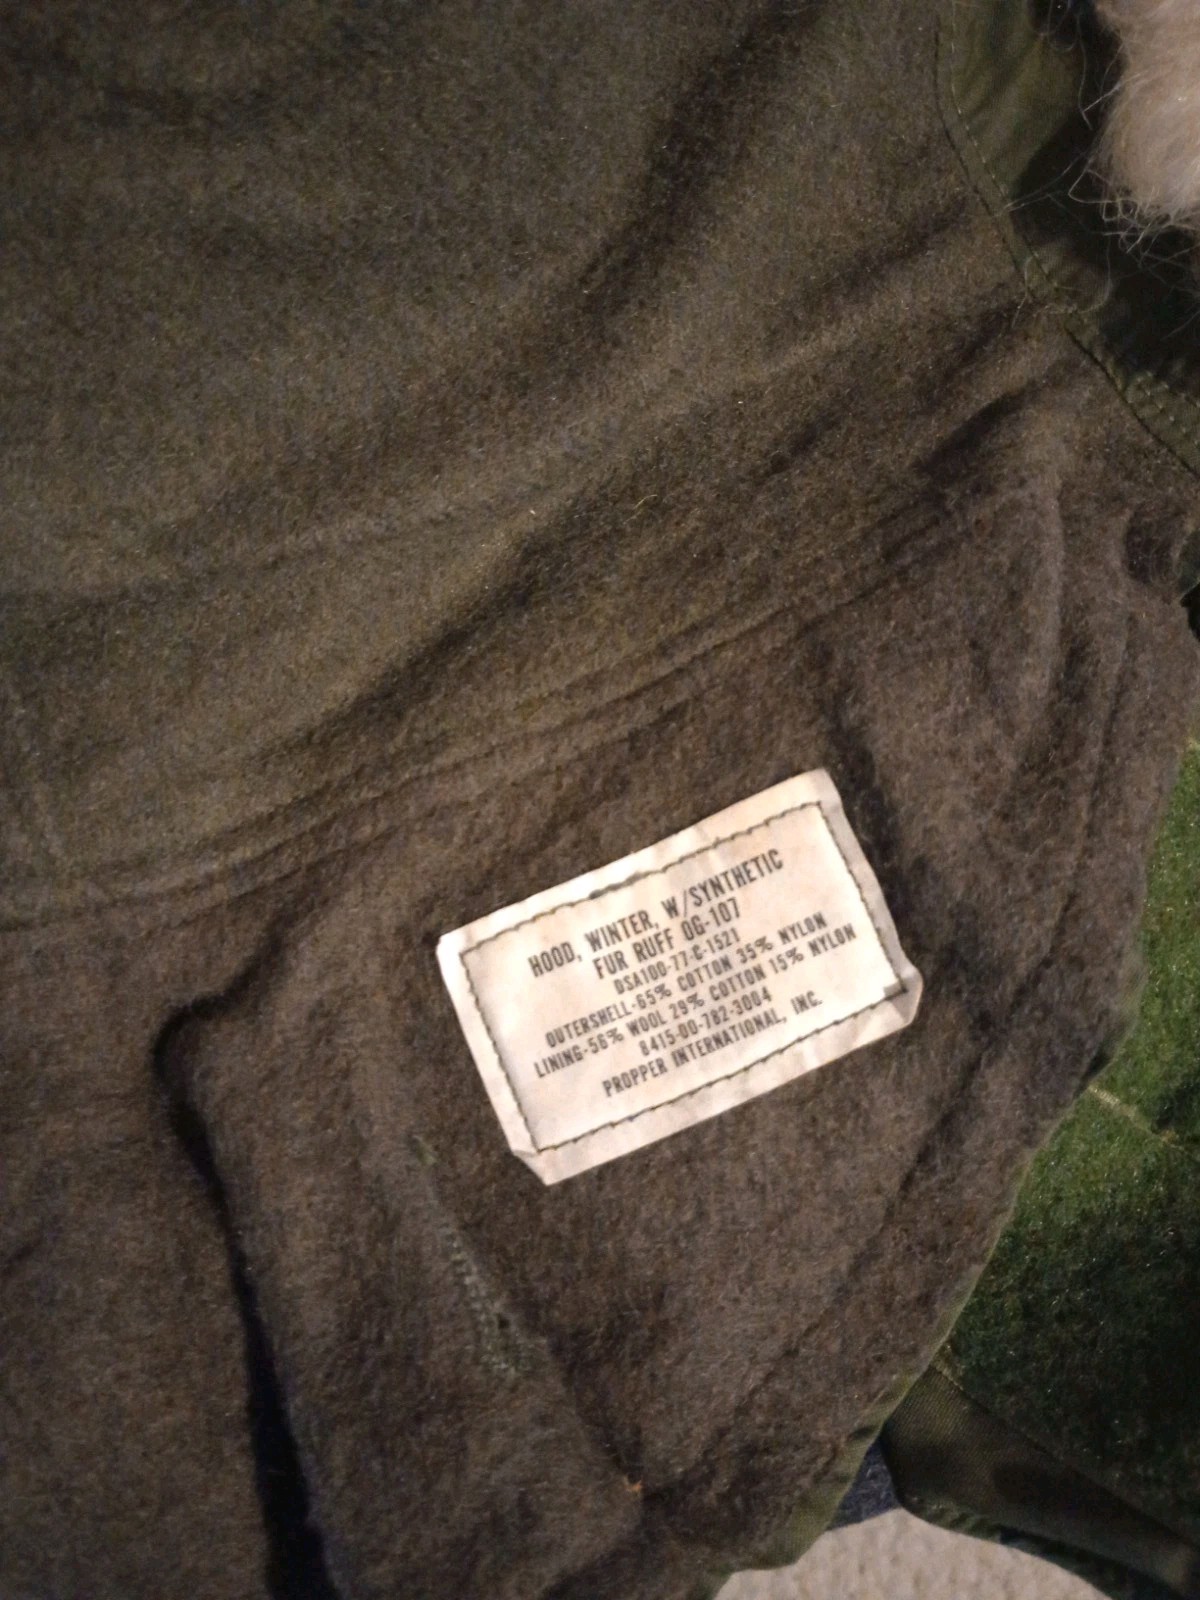 HOOD, WINTER, W/SYNTHETIC
FUR RUFF OG-107
DSA100-77-C-1521
OUTERSHELL-65% COTTON 35% NYLON
LINING-56% WOOL 29% COTTON 15% NYLON
8415-00-782-3004
PROPPER INTERNATIONAL, INC.